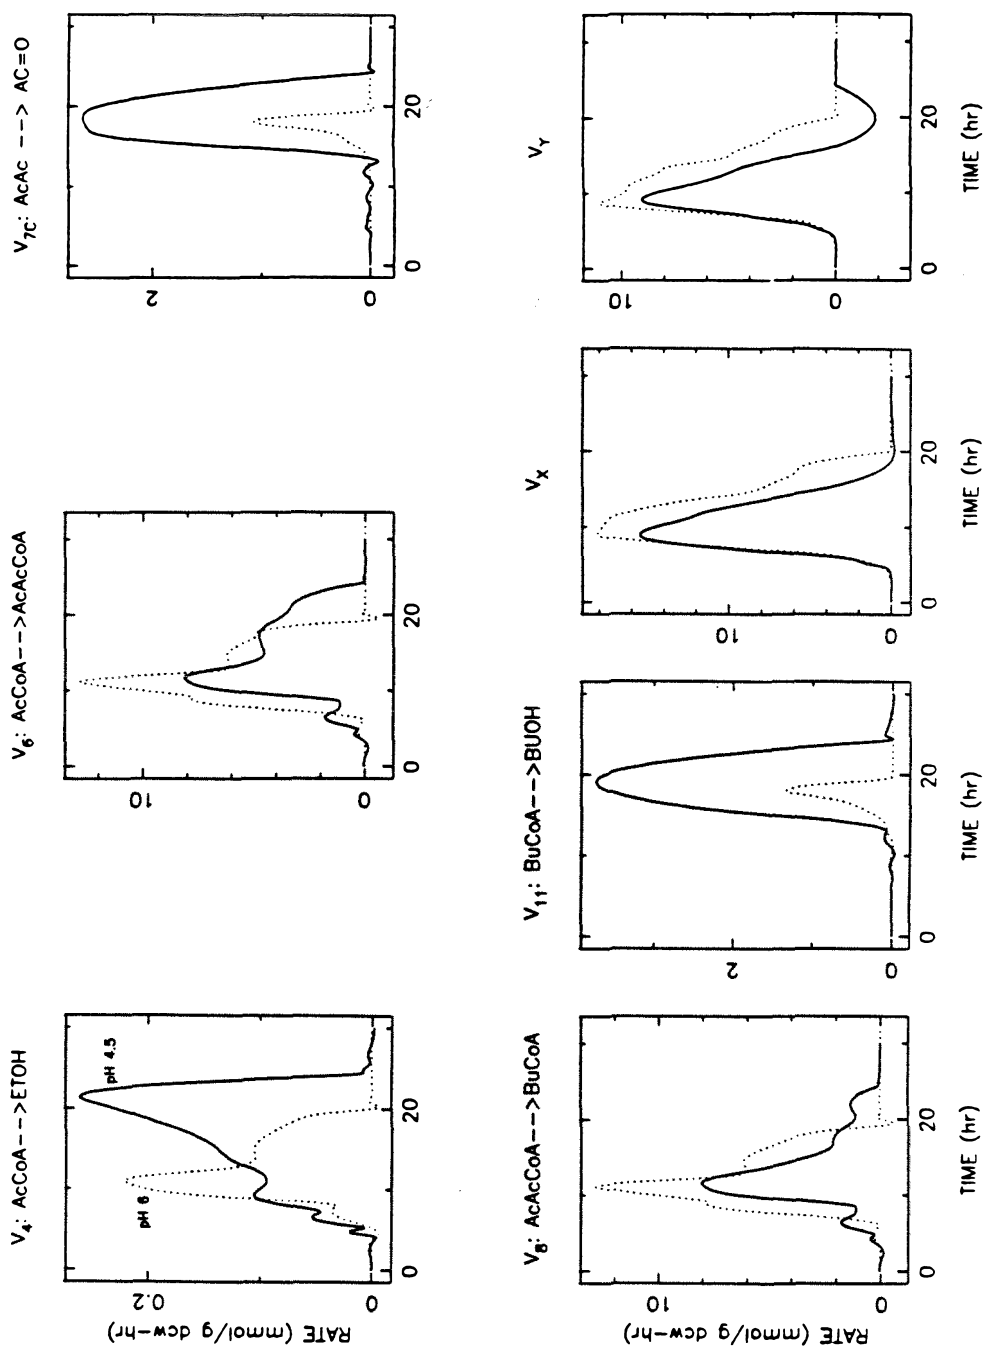 V4: AcCoA-->ETOH
V6: AcCoA-->AcAcCoA
V7C: AcAc ---> AC=O
RATE (mmol/g dcw-hr)
0.2
0
pH 6
pH 4.5
0 20
10
0
0 20
2
0
0 20
V8: AcAcCoA-->BuCoA
V11: BuCoA-->BUOH
VX
VY
RATE (mmol/g dcw-hr)
10
0
0 20
TIME (hr)
2
0
0 20
TIME (hr)
10
0
0 20
TIME (hr)
10
0
0 20
TIME (hr)